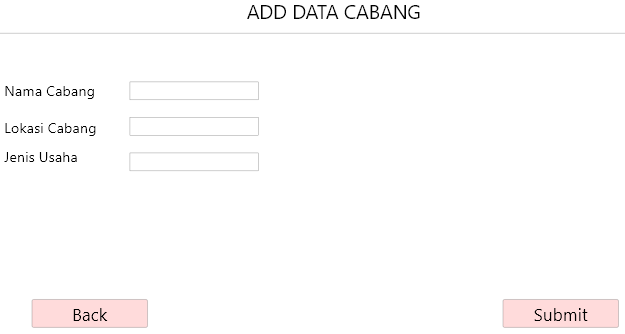 ADD DATA CABANG
Nama Cabang
Lokasi Cabang
Jenis Usaha
Back Submit